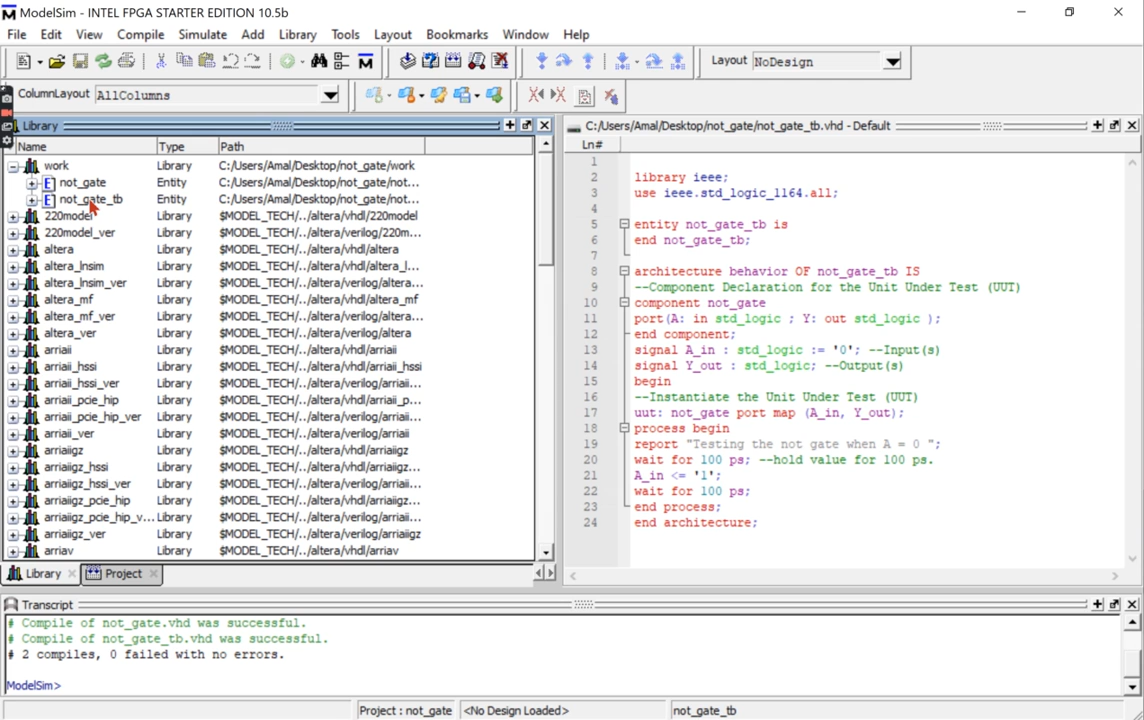 ModelSim - INTEL FPGA STARTER EDITION 10.5b
File Edit View Compile Simulate Add Library Tools Layout Bookmarks Window Help
Layout NoDesign
ColumnLayout AllColumns
Library
Name Type Path
work Library C:/Users/Amal/Desktop/not_gate/work
not_gate Entity C:/Users/Amal/Desktop/not_gate/not...
not_gate_tb Entity C:/Users/Amal/Desktop/not_gate/not...
220model Library $MODEL_TECH/../altera/vhdl/220model
220model_ver Library $MODEL_TECH/../altera/verilog/220m...
altera Library $MODEL_TECH/../altera/vhdl/altera
altera_lnsim Library $MODEL_TECH/../altera/vhdl/altera_l...
altera_lnsim_ver Library $MODEL_TECH/../altera/verilog/altera...
altera_mf Library $MODEL_TECH/../altera/vhdl/altera_mf
altera_mf_ver Library $MODEL_TECH/../altera/verilog/altera...
altera_ver Library $MODEL_TECH/../altera/verilog/altera
arriaii Library $MODEL_TECH/../altera/vhdl/arriaii
arriaii_hssi Library $MODEL_TECH/../altera/vhdl/arriaii_hssi
arriaii_hssi_ver Library $MODEL_TECH/../altera/verilog/arriaii...
arriaii_pcie_hip Library $MODEL_TECH/../altera/vhdl/arriaii_p...
arriaii_pcie_hip_ver Library $MODEL_TECH/../altera/verilog/arriaii...
arriaii_ver Library $MODEL_TECH/../altera/verilog/arriaii
arriaiigz Library $MODEL_TECH/../altera/vhdl/arriaiigz
arriaiigz_hssi Library $MODEL_TECH/../altera/vhdl/arriaiigz...
arriaiigz_hssi_ver Library $MODEL_TECH/../altera/verilog/arriaii...
arriaiigz_pcie_hip Library $MODEL_TECH/../altera/vhdl/arriaiigz...
arriaiigz_pcie_hip_v... Library $MODEL_TECH/../altera/verilog/arriaii...
arriaiigz_ver Library $MODEL_TECH/../altera/verilog/arriaiigz
arriav Library $MODEL_TECH/../altera/vhdl/arriav
Library Project
C:/Users/Amal/Desktop/not_gate/not_gate_tb.vhd - Default
Ln#
1
2 library ieee;
3 use ieee.std_logic_1164.all;
4
5 entity not_gate_tb is
6 end not_gate_tb;
7
8 architecture behavior OF not_gate_tb IS
9 --Component Declaration for the Unit Under Test (UUT)
10 component not_gate
11 port(A: in std_logic ; Y: out std_logic );
12 end component;
13 signal A_in : std_logic := '0'; --Input(s)
14 signal Y_out : std_logic; --Output(s)
15 begin
16 --Instantiate the Unit Under Test (UUT)
17 uut: not_gate port map (A_in, Y_out);
18 process begin
19 report "Testing the not gate when A = 0 ";
20 wait for 100 ps; --hold value for 100 ps.
21 A_in <= '1';
22 wait for 100 ps;
23 end process;
24 end architecture;
Transcript
# Compile of not_gate.vhd was successful.
# Compile of not_gate_tb.vhd was successful.
# 2 compiles, 0 failed with no errors.
ModelSim>
Project : not_gate <No Design Loaded> not_gate_tb